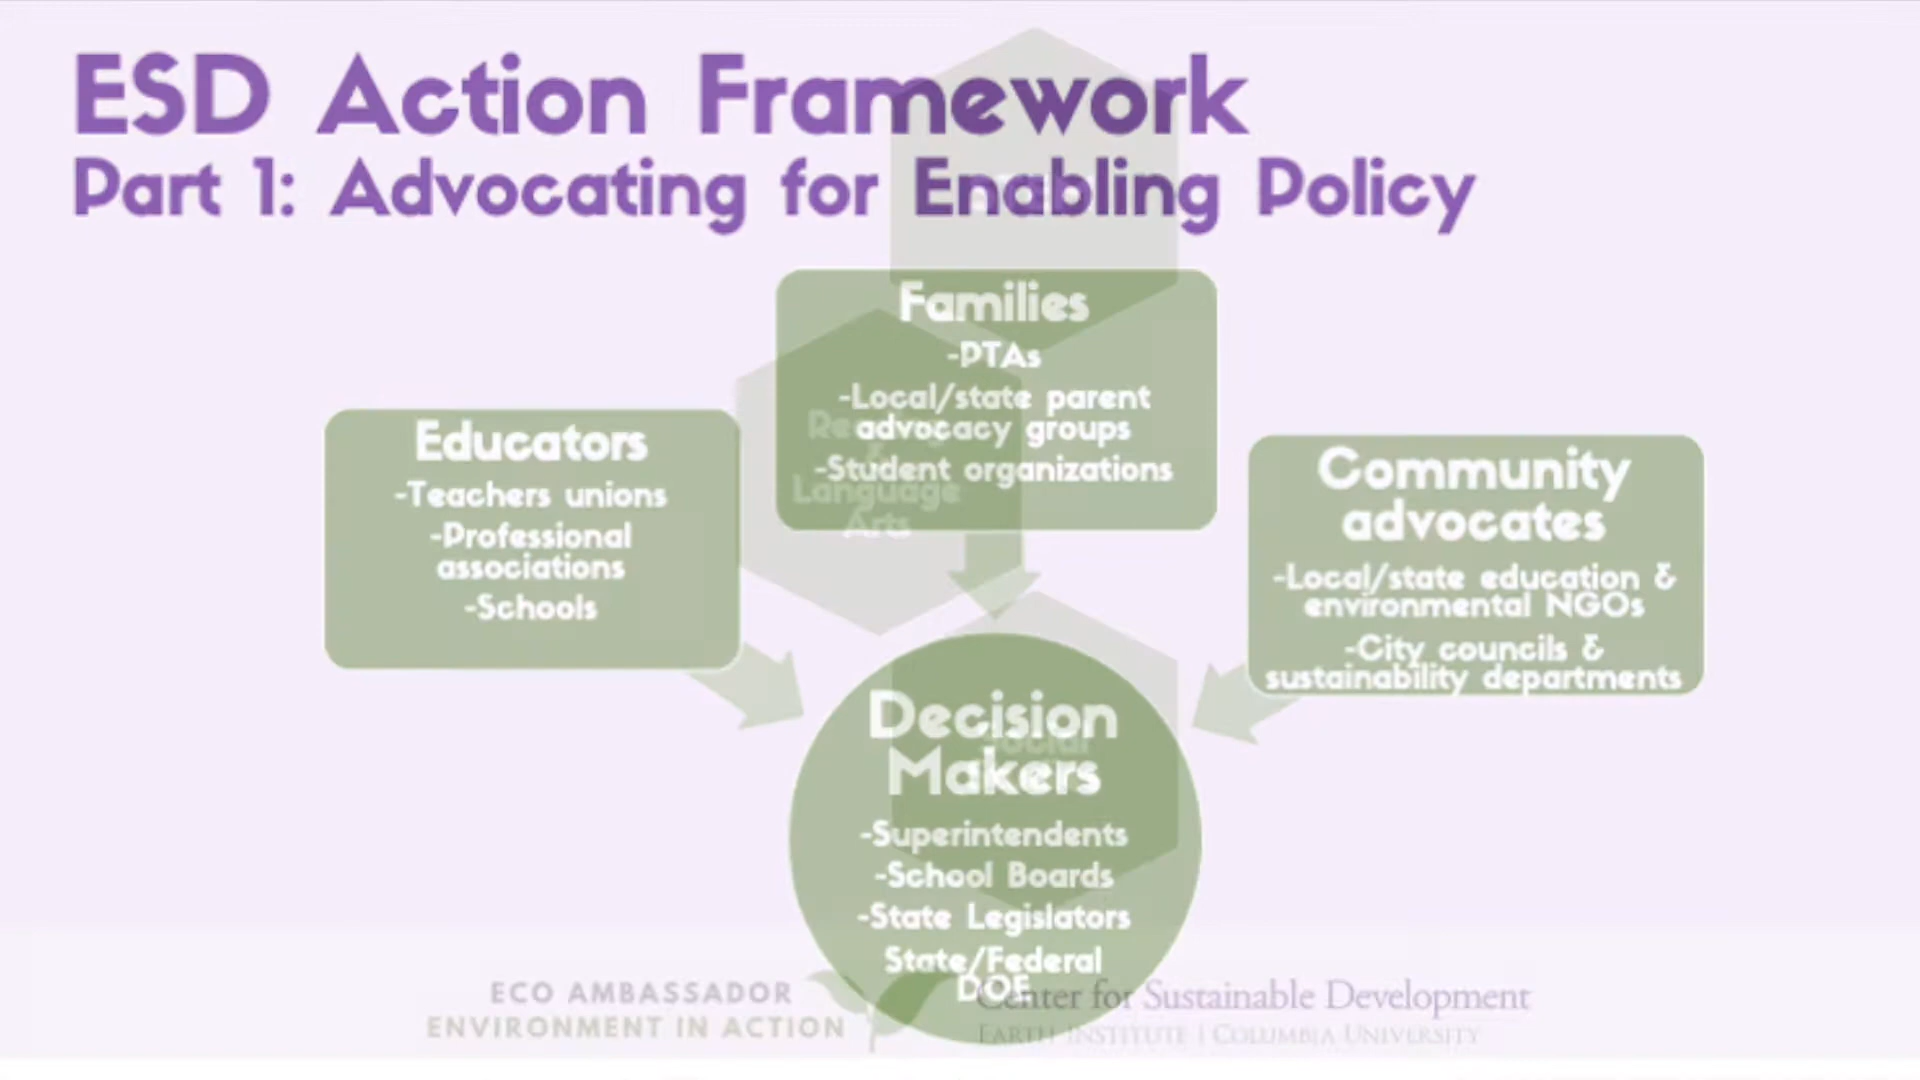 ESD Action Framework
Part 1: Advocating for Enabling Policy
Families
-PTAs
-Local/state parent
advocacy groups
-Student organizations
Language
Arts
Educators
-Teachers unions
-Professional
associations
-Schools
Community
advocates
-Local/state education &
environmental NGOs
-City councils &
sustainability departments
Decision
Makers
Social
-Superintendents
-School Boards
-State Legislators
State/Federal
DOE
ECO AMBASSADOR
ENVIRONMENT IN ACTION
Center for Sustainable Development
EARTH INSTITUTE | COLUMBIA UNIVERSITY